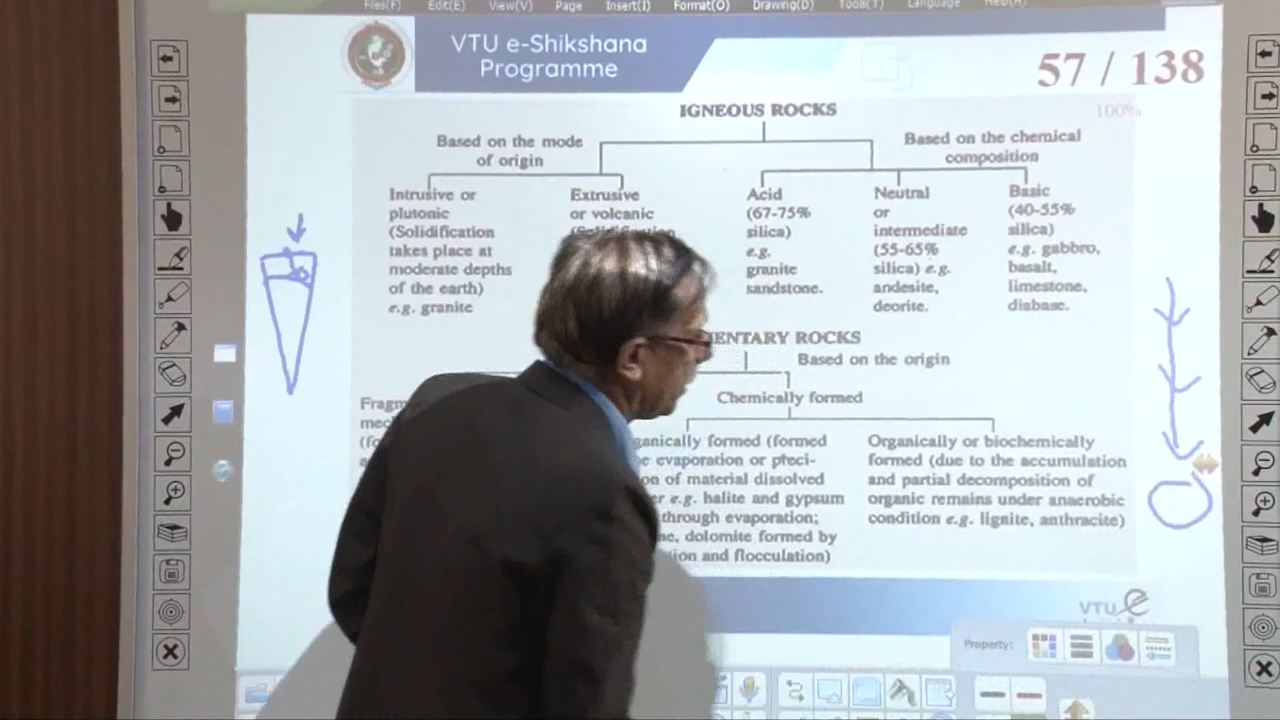 Files(F) Edit(E) View(V) Page Insert(I) Format(O) Drawing(D) Tools(T) Language Help(H)
VTU e-Shikshana
Programme
57 / 138
100%
IGNEOUS ROCKS
Based on the mode
of origin
Based on the chemical
composition
Intrusive or
plutonic
(Solidification
takes place at
moderate depths
of the earth)
e.g. granite
Extrusive
or volcanic
Acid
(67-75%
silica)
e.g.
granite
sandstone.
Neutral
or
intermediate
(55-65%
silica) e.g.
andesite,
deorite.
Basic
(40-55%
silica)
e.g. gabbro,
basalt,
limestone,
diabase.
ENTARY ROCKS
Based on the origin
Chemically formed
Fragm
mec
(fo
ganically formed (formed
e evaporation or preci-
on of material dissolved
er e.g. halite and gypsum
through evaporation;
ne, dolomite formed by
ion and flocculation)
Organically or biochemically
formed (due to the accumulation
and partial decomposition of
organic remains under anaerobic
condition e.g. lignite, anthracite)
VTU e
Property: